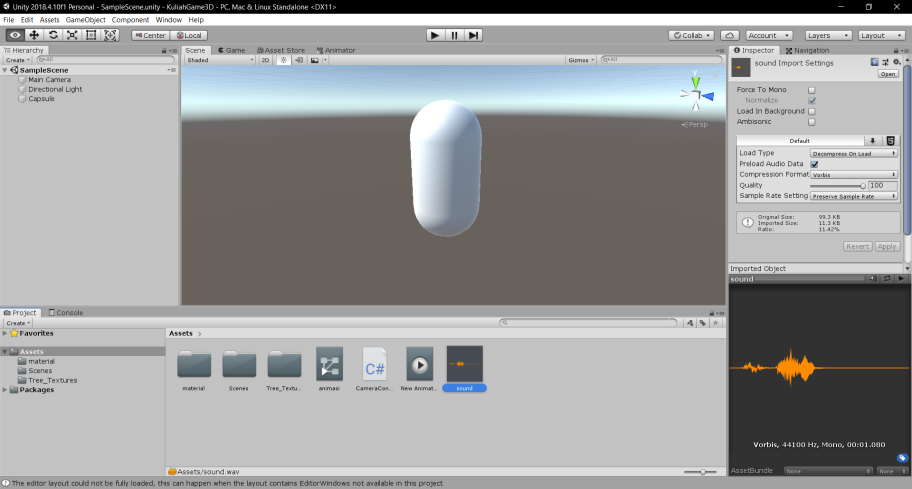 Unity 2018.4.10f1 Personal - SampleScene.unity - KuliahGame3D - PC, Mac & Linux Standalone <DX11>
File Edit Assets GameObject Component Window Help
Center Local Collab Account Layers Layout
Hierarchy
Create All
SampleScene
Main Camera
Directional Light
Capsule
Scene Game Asset Store Animator
Shaded 2D Gizmos All
y
Persp
Inspector Navigation
sound Import Settings
Open
Force To Mono
Normalize
Load In Background
Ambisonic
Default
Load Type Decompress On Load
Preload Audio Data
Compression Format Vorbis
Quality 100
Sample Rate Setting Preserve Sample Rate
Original Size: 99.3 KB
Imported Size: 11.3 KB
Ratio: 11.42%
Revert Apply
Imported Object
sound
Vorbis, 44100 Hz, Mono, 00:01.080
AssetBundle None None
Project Console
Create
Favorites
Assets
material
Scenes
Tree_Textures
Packages
Assets
C#
material Scenes Tree_Textu... animasi CameraCon... New Animat... sound
Assets/sound.wav
The editor layout could not be fully loaded, this can happen when the layout contains EditorWindows not available in this project